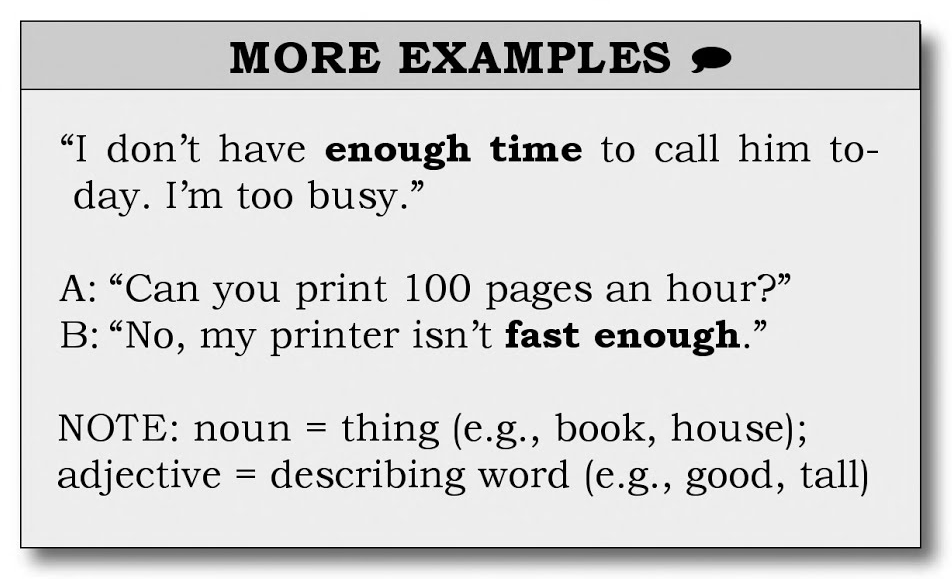 MORE EXAMPLES
“I don’t have enough time to call him to-
day. I’m too busy.”
A: “Can you print 100 pages an hour?”
B: “No, my printer isn’t fast enough.”
NOTE: noun = thing (e.g., book, house);
adjective = describing word (e.g., good, tall)